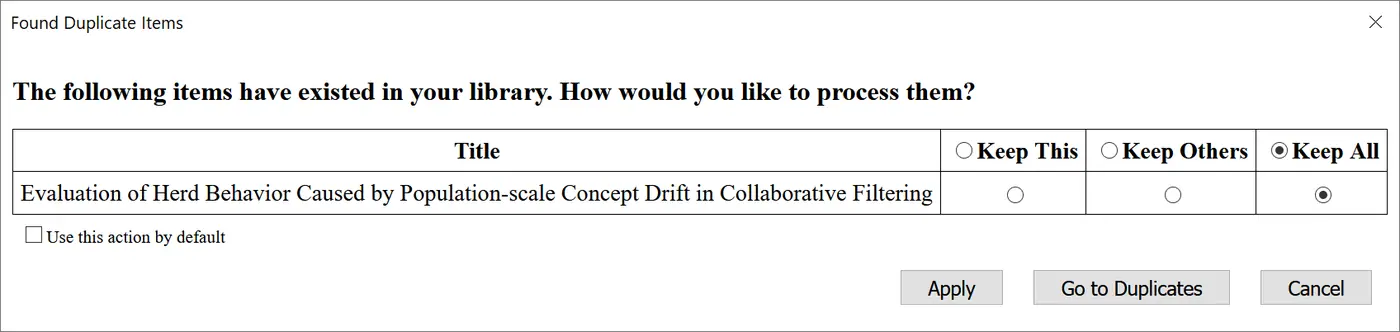 Found Duplicate Items
The following items have existed in your library. How would you like to process them?
Title Keep This Keep Others Keep All
Evaluation of Herd Behavior Caused by Population-scale Concept Drift in Collaborative Filtering
Use this action by default
Apply Go to Duplicates Cancel